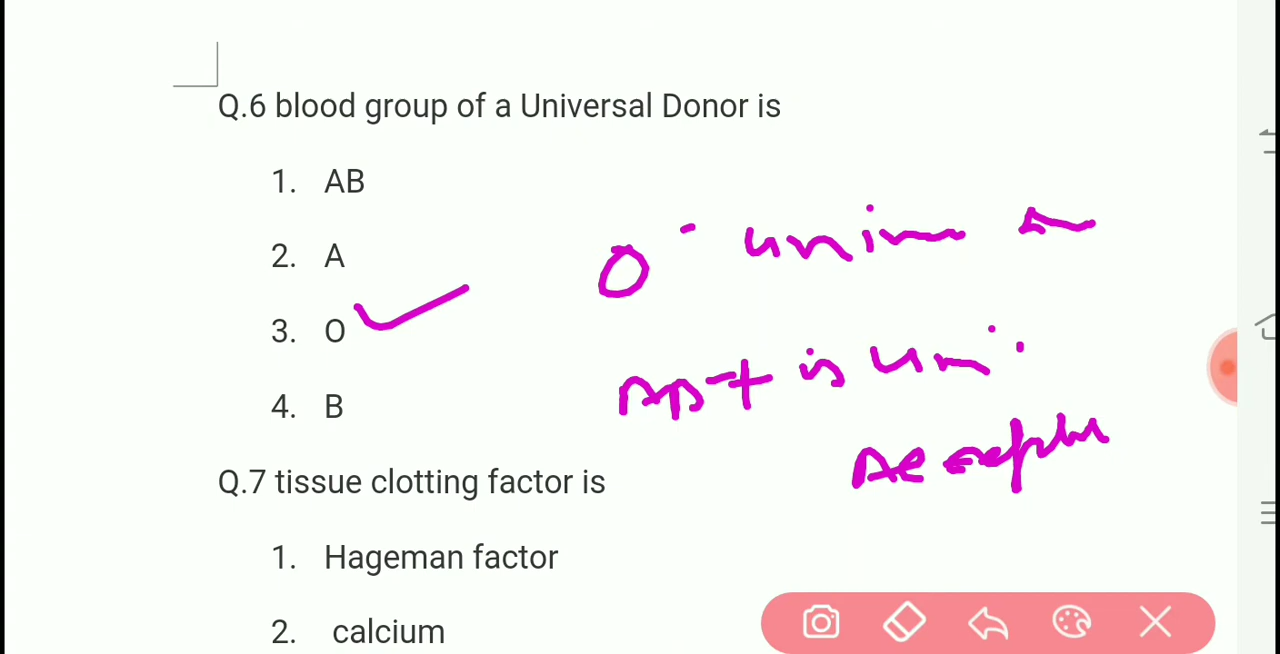 Q.6 blood group of a Universal Donor is
1. AB
2. A
3. O
4. B
O⁻
AB+ is uni
Q.7 tissue clotting factor is
1. Hageman factor
2. calcium